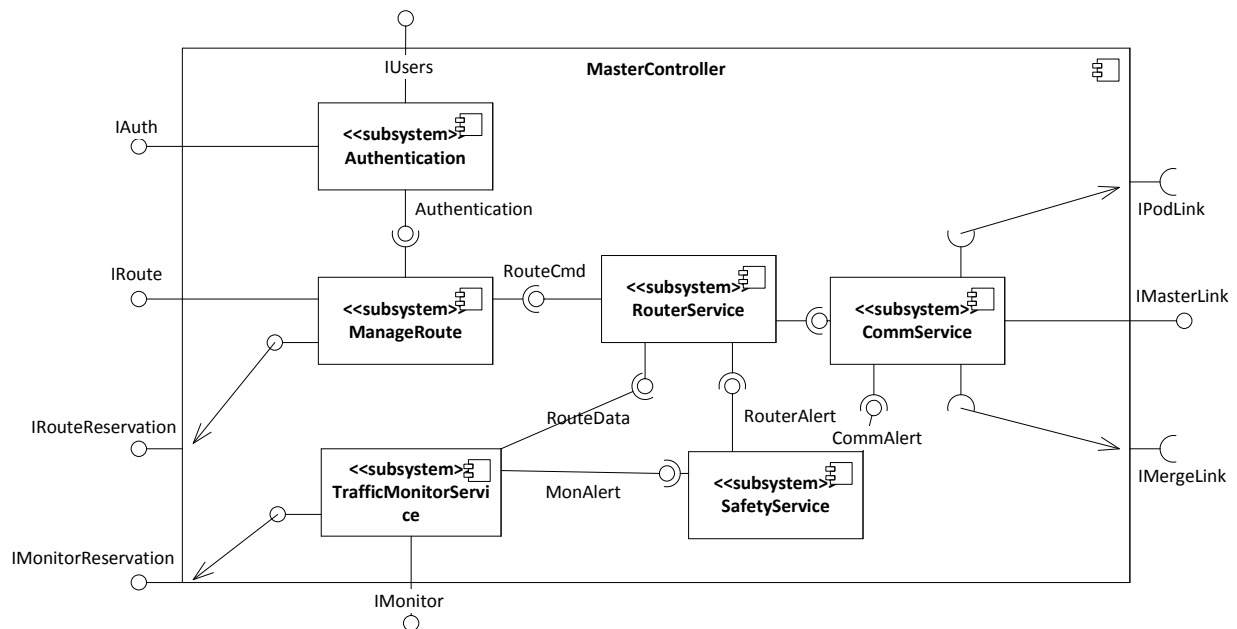 IUsers
MasterController
IAuth
<<subsystem>>
Authentication
Authentication
IPodLink
IRoute
RouteCmd
<<subsystem>>
ManageRoute
<<subsystem>>
RouterService
<<subsystem>>
CommService
IMasterLink
IRouteReservation
RouteData
RouterAlert
CommAlert
<<subsystem>>
TrafficMonitorServi
ce
MonAlert
<<subsystem>>
SafetyService
IMergeLink
IMonitorReservation
IMonitor